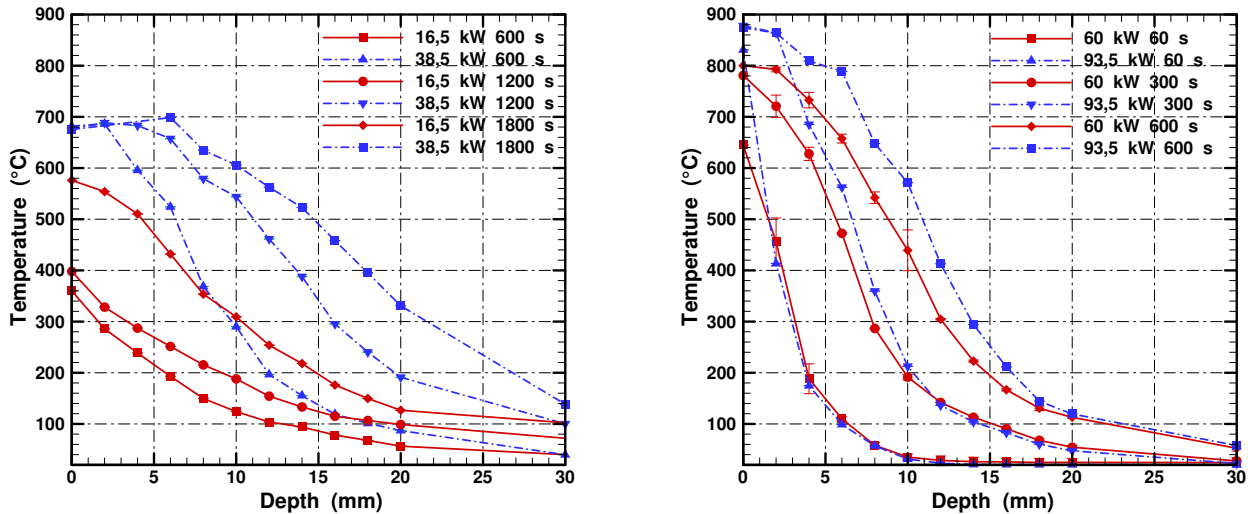 900
800
700
600
500
400
300
200
100
0 5 10 15 20 25 30
Temperature (°C)
Depth (mm)
16,5 kW 600 s
38,5 kW 600 s
16,5 kW 1200 s
38,5 kW 1200 s
16,5 kW 1800 s
38,5 kW 1800 s
900
800
700
600
500
400
300
200
100
0 5 10 15 20 25 30
Temperature (°C)
Depth (mm)
60 kW 60 s
93,5 kW 60 s
60 kW 300 s
93,5 kW 300 s
60 kW 600 s
93,5 kW 600 s